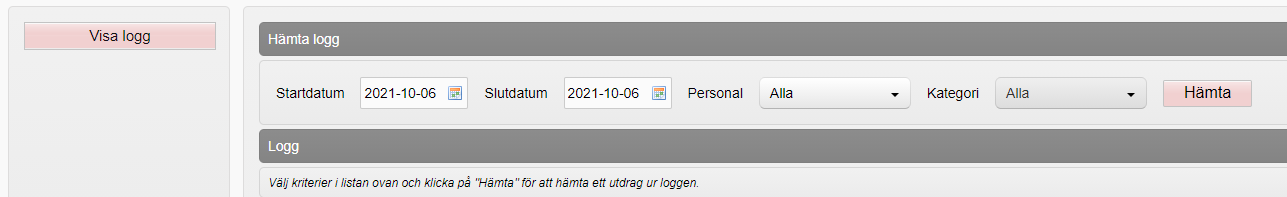 Visa logg
Hämta logg
Startdatum 2021-10-06 Slutdatum 2021-10-06 Personal Alla Kategori Alla Hämta
Logg
Välj kriterier i listan ovan och klicka på "Hämta" för att hämta ett utdrag ur loggen.